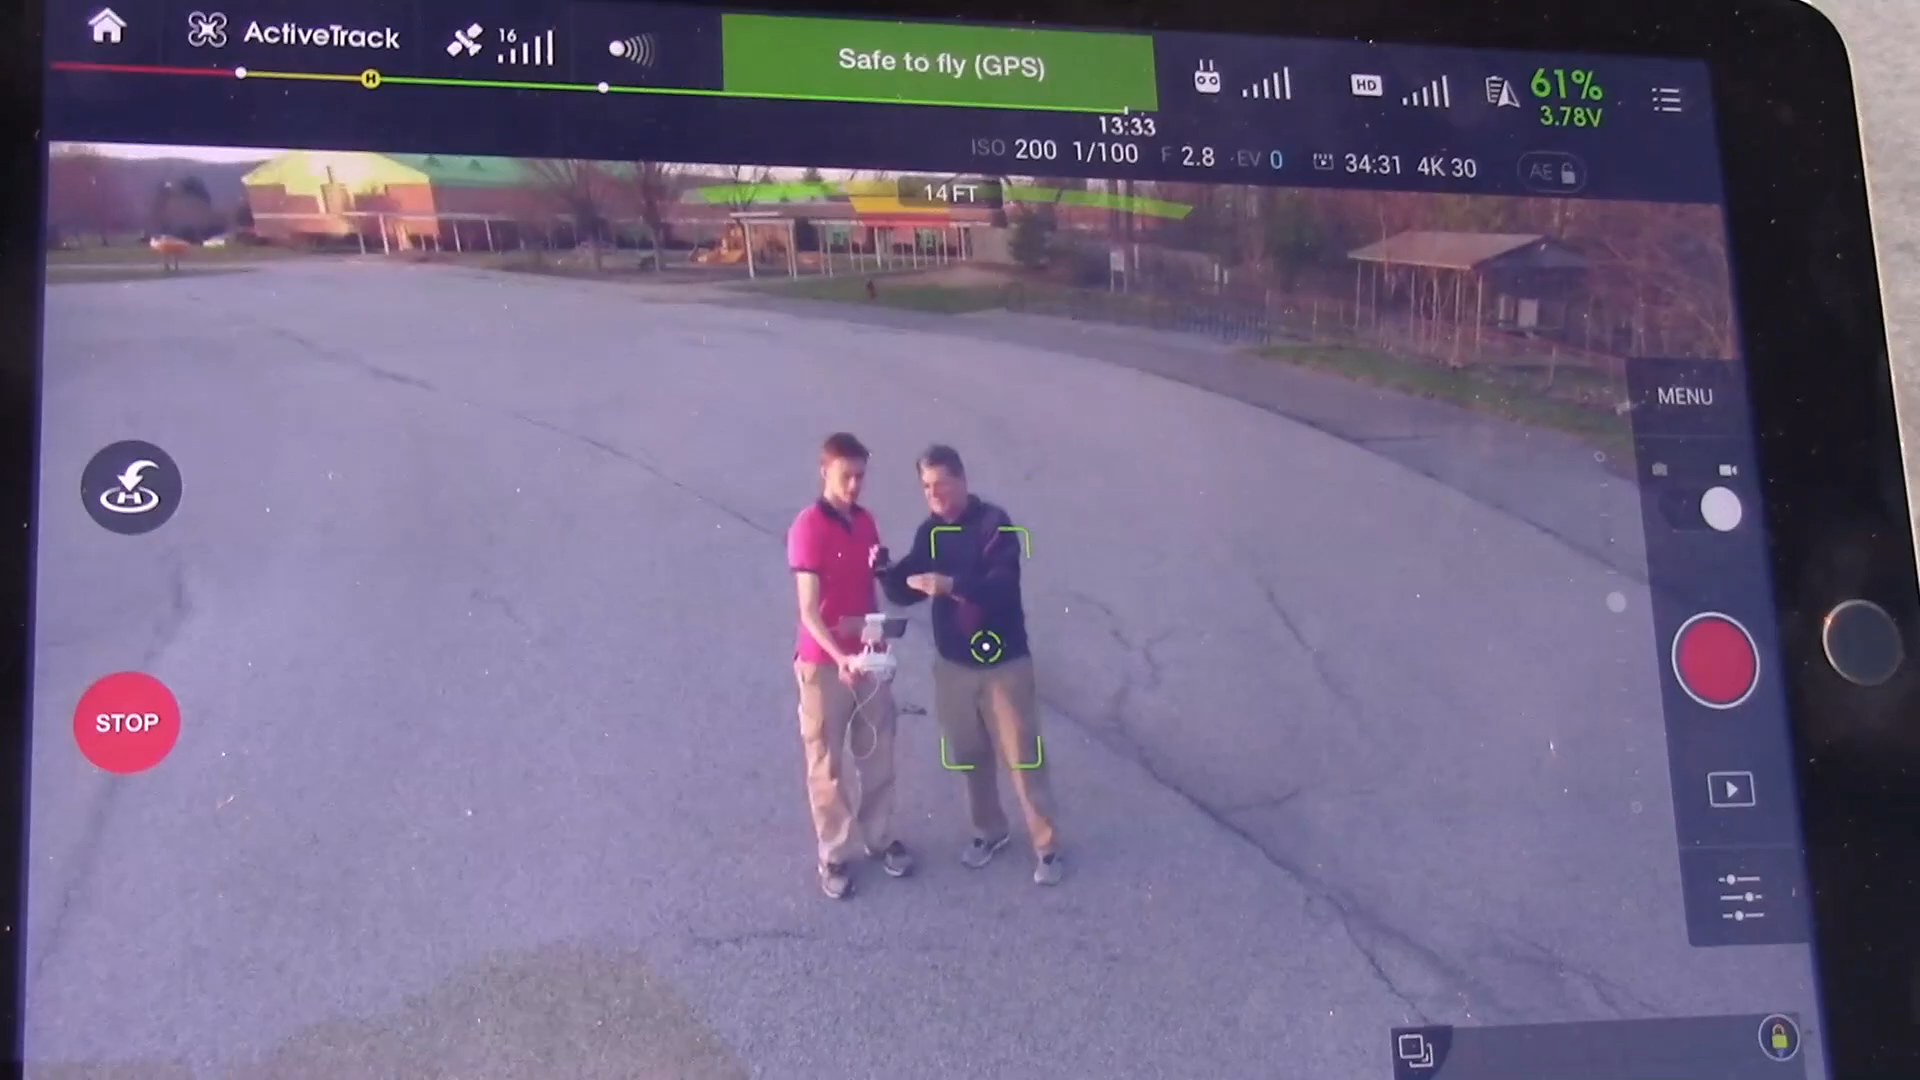 ActiveTrack
16
Safe to fly (GPS)
HD
61%
3.78V
H
13:33
ISO 200 1/100 F 2.8 EV 0 34:31 4K 30 AE
14 FT
MENU
H
STOP